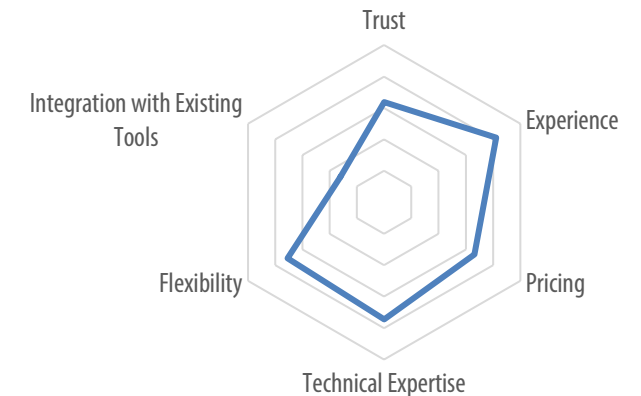 Trust
Integration with Existing
Tools
Experience
Flexibility
Pricing
Technical Expertise